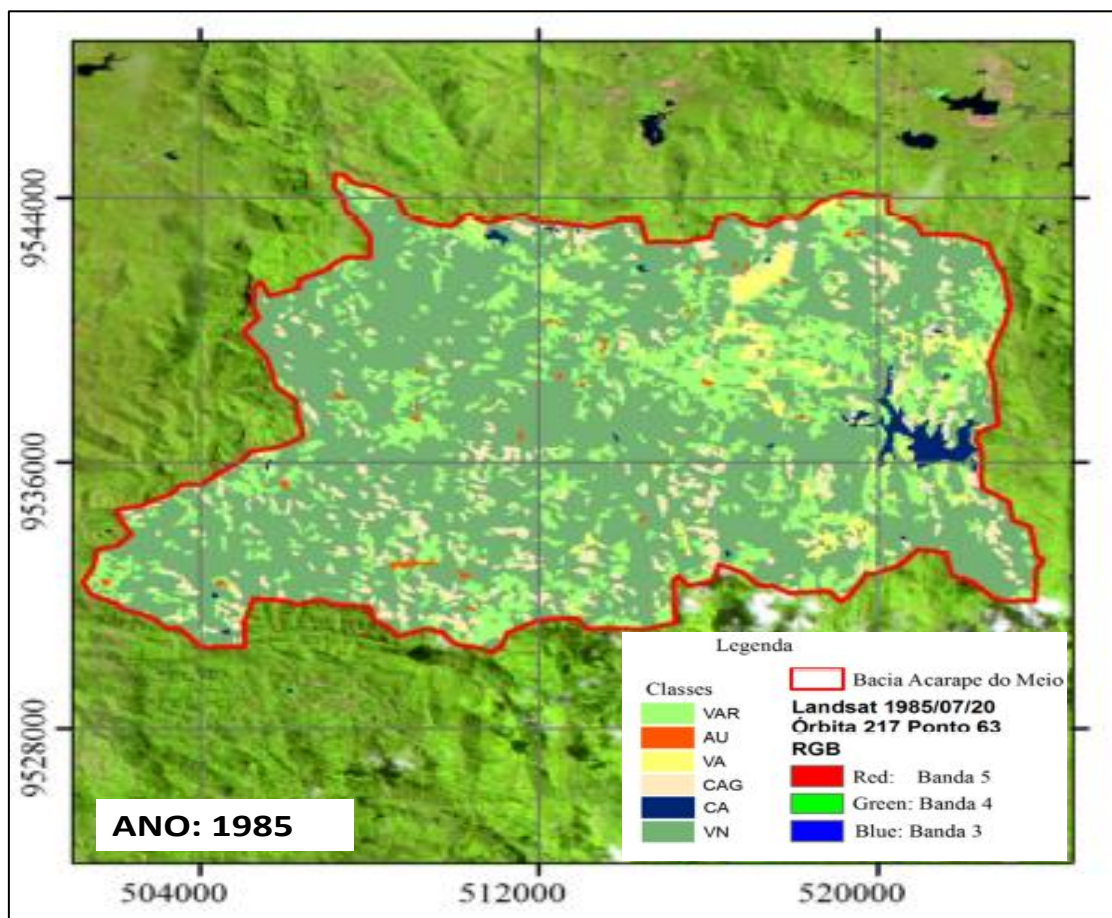 9544000
9536000
9528000
504000
512000
520000
ANO: 1985
Legenda
Classes
VAR
AU
VA
CAG
CA
VN
Bacia Acarape do Meio
Landsat 1985/07/20
Órbita 217 Ponto 63
RGB
Red: Banda 5
Green: Banda 4
Blue: Banda 3